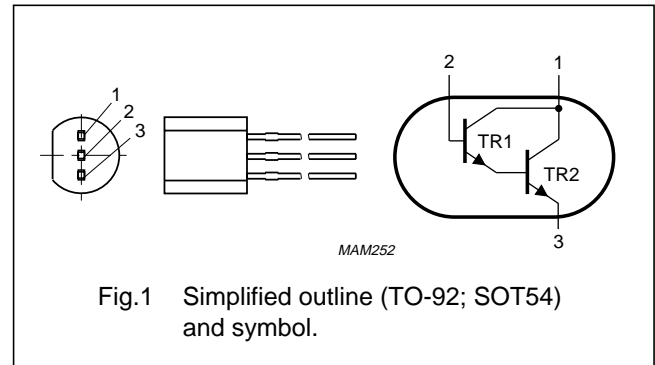 1
2
3
2 1
TR1
TR2
3
MAM252
Fig.1 Simplified outline (TO-92; SOT54)
and symbol.